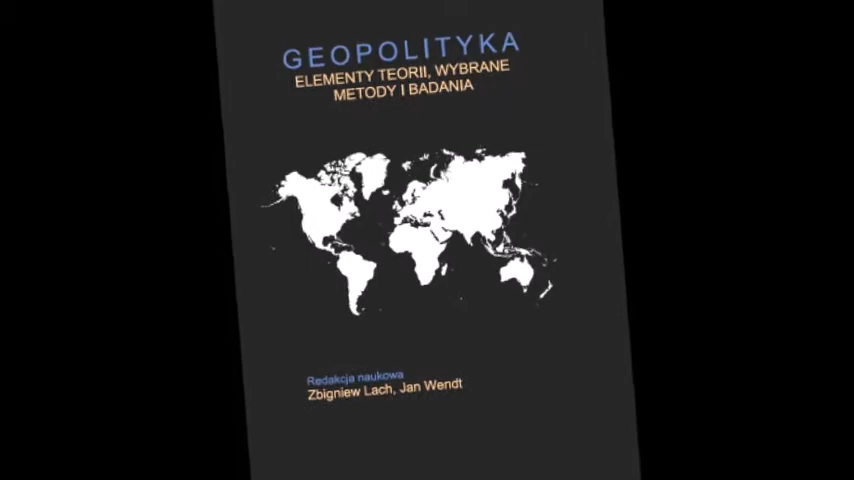 GEOPOLITYKA
ELEMENTY TEORII, WYBRANE
METODY I BADANIA
Redakcja naukowa
Zbigniew Lach, Jan Wendt